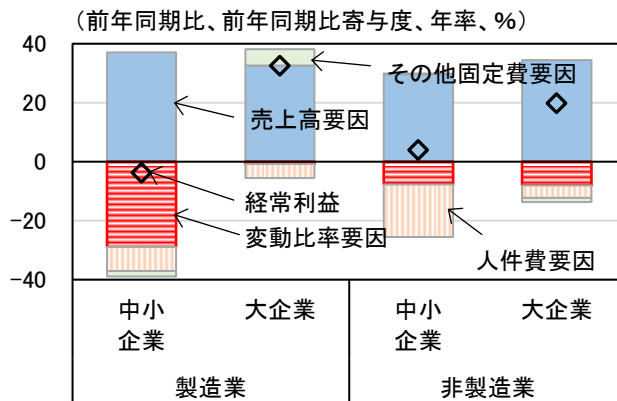 (前年同期比、前年同期比寄与度、年率、%)
40
その他固定費要因
20
売上高要因
0
経常利益
-20
変動比率要因
人件費要因
-40
中小
企業
大企業
中小
企業
大企業
製造業
非製造業